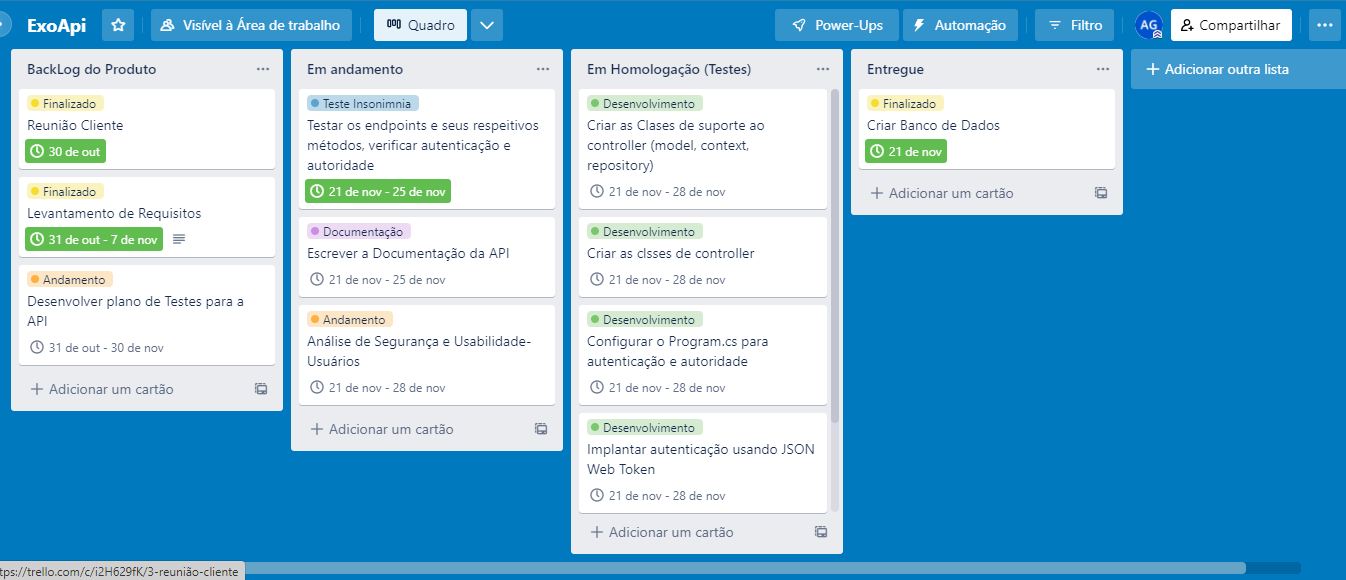 ExoApi
Visível à Área de trabalho
Quadro
Power-Ups
Automação
Filtro
AG
Compartilhar
BackLog do Produto
Finalizado
Reunião Cliente
30 de out
Finalizado
Levantamento de Requisitos
31 de out - 7 de nov
Andamento
Desenvolver plano de Testes para a
API
31 de out - 30 de nov
Adicionar um cartão
Em andamento
Teste Insonimnia
Testar os endpoints e seus respeitivos
métodos, verificar autenticação e
autoridade
21 de nov - 25 de nov
Documentação
Escrever a Documentação da API
21 de nov - 25 de nov
Andamento
Análise de Segurança e Usabilidade-
Usuários
21 de nov - 28 de nov
Adicionar um cartão
Em Homologação (Testes)
Desenvolvimento
Criar as Clases de suporte ao
controller (model, context,
repository)
21 de nov - 28 de nov
Desenvolvimento
Criar as clsses de controller
21 de nov - 28 de nov
Desenvolvimento
Configurar o Program.cs para
autenticação e autoridade
21 de nov - 28 de nov
Desenvolvimento
Implantar autenticação usando JSON
Web Token
21 de nov - 28 de nov
Adicionar um cartão
Entregue
Finalizado
Criar Banco de Dados
21 de nov
Adicionar um cartão
Adicionar outra lista
tps://trello.com/c/i2H629fK/3-reunião-cliente